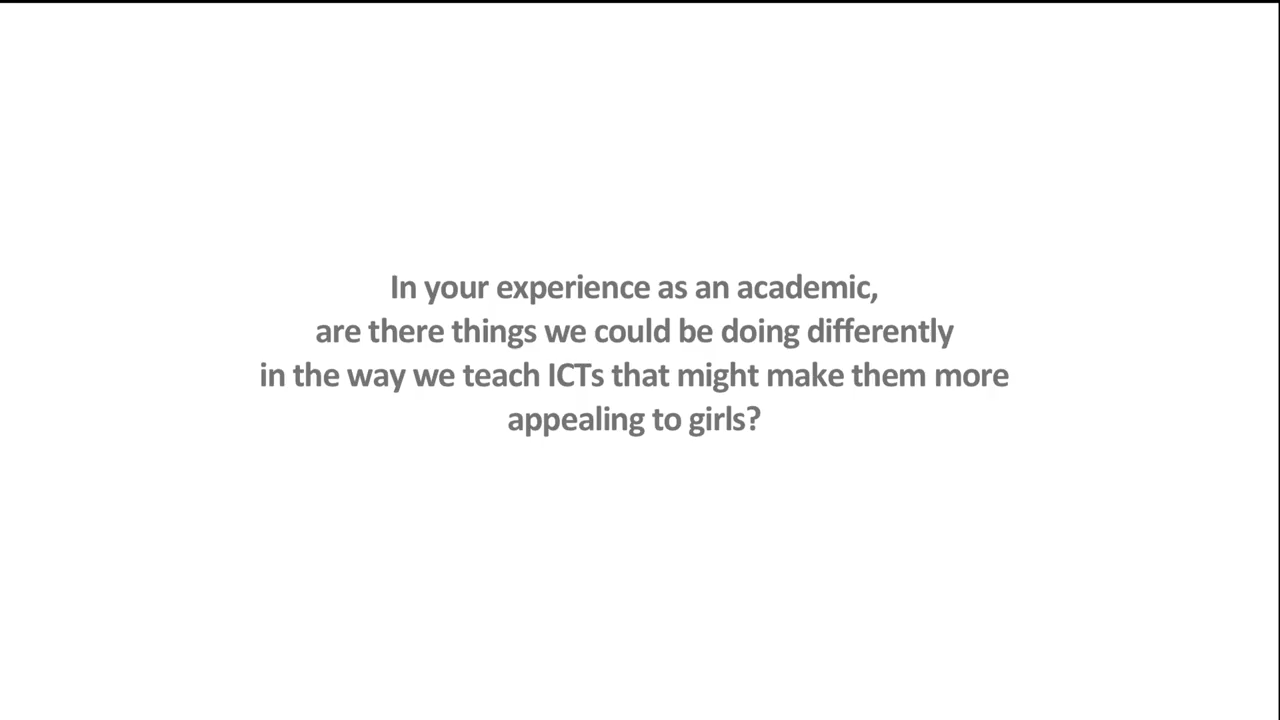 In your experience as an academic,
are there things we could be doing differently
in the way we teach ICTs that might make them more
appealing to girls?